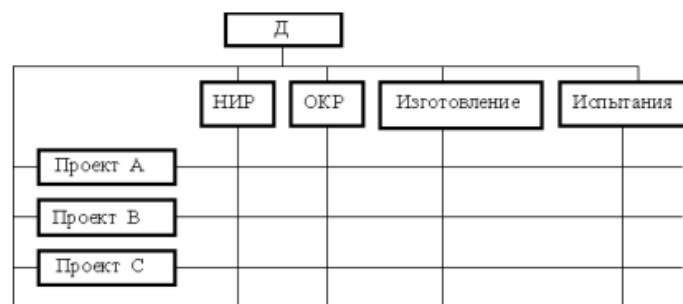 Д
НИР
ОКР
Изготовление
Испытания
Проект А
Проект В
Проект С